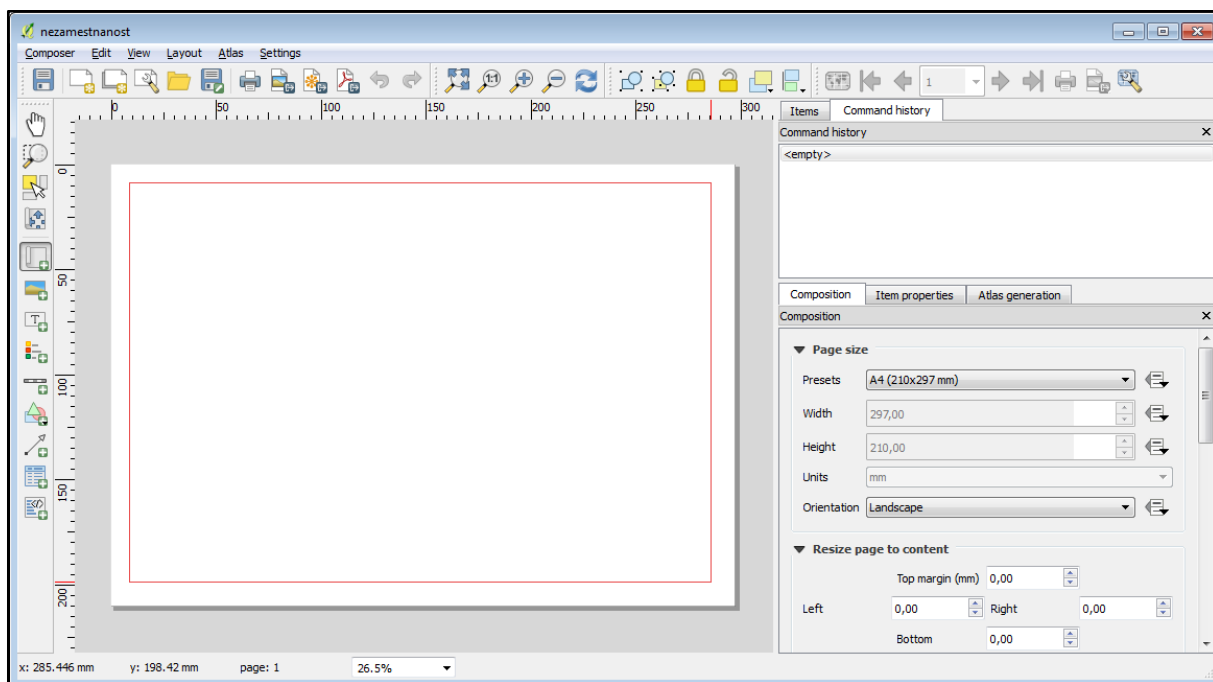 nezamestnanost
Composer Edit View Layout Atlas Settings
1:1
1
0 50 100 150 200 250 300
Items Command history
Command history
<empty>
0
50
100
150
200
Composition Item properties Atlas generation
Composition
Page size
Presets A4 (210x297 mm)
Width 297,00
Height 210,00
Units mm
Orientation Landscape
Resize page to content
Top margin (mm) 0,00
Left 0,00 Right 0,00
Bottom 0,00
x: 285.446 mm y: 198.42 mm page: 1 26.5%